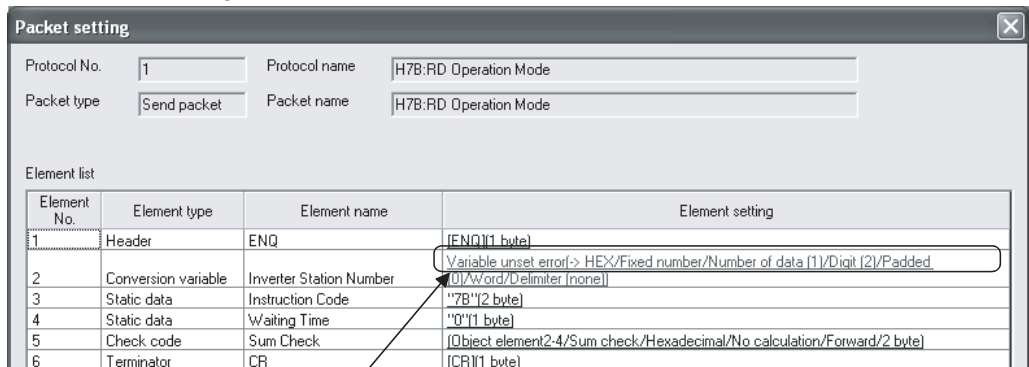 Packet setting
Protocol No. 1 Protocol name H7B:RD Operation Mode
Packet type Send packet Packet name H7B:RD Operation Mode
Element list
Element No. Element type Element name Element setting
1 Header ENQ [ENQ](1 byte)
2 Conversion variable Inverter Station Number Variable unset error(-> HEX/Fixed number/Number of data (1)/Digit (2)/Padded (0)/Word/Delimiter (none))
3 Static data Instruction Code "7B"(2 byte)
4 Static data Waiting Time "0"(1 byte)
5 Check code Sum Check (Object element2-4/Sum check/Hexadecimal/No calculation/Forward/2 byte)
6 Terminator CR [CR](1 byte)